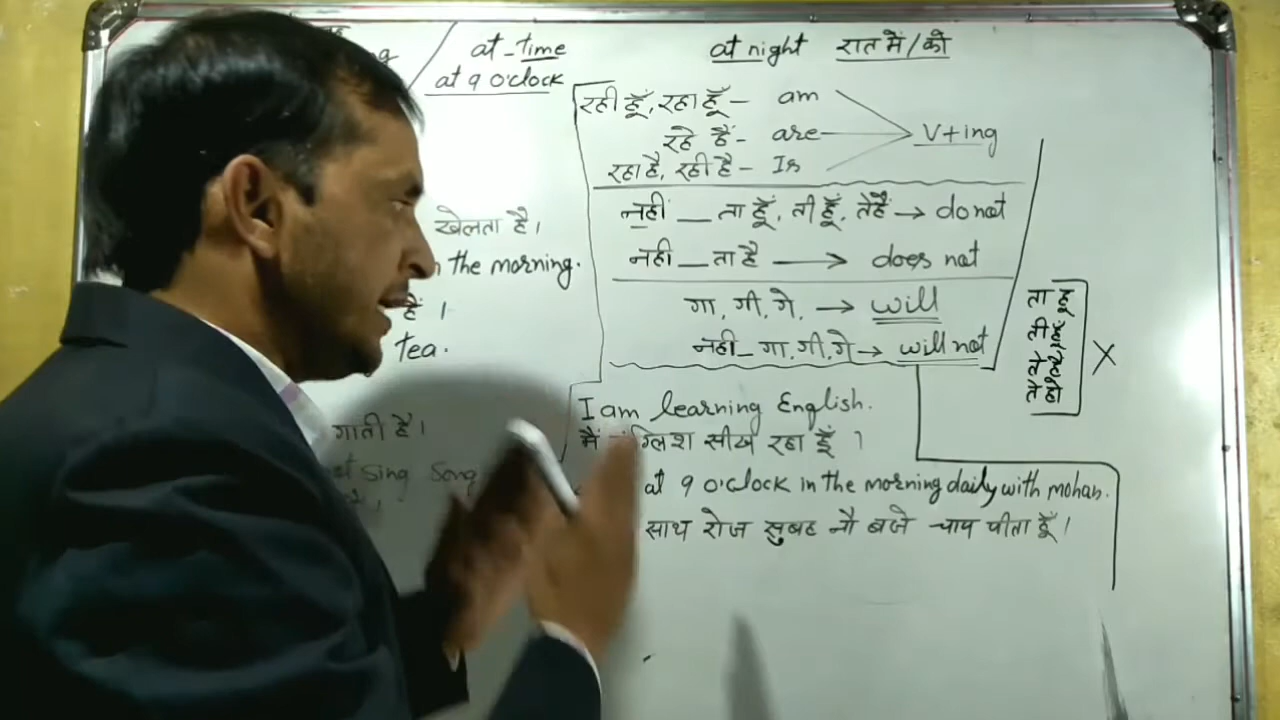 at - time
at 9 o'clock
at night रात में/को
रही हूँ, रहा हूँ - am
रहे हैं - are
V+ing
रहा है, रही है - Is
नहीं __ ता हूँ, ती हूँ, ते हैं → do not
नही __ ता है → does not
गा, गी, गे, → will
नही _ गा, गी, गे → will not
ता ती ते
X
खेलता है।
the morning.
है ।
tea.
गाती है।
sing song
I am learning English.
मैं इंग्लिश सीख रहा हूँ ।
at 9 o'clock in the morning daily with mohan.
साथ रोज सुबह नौ बजे चाय पीता हूँ।